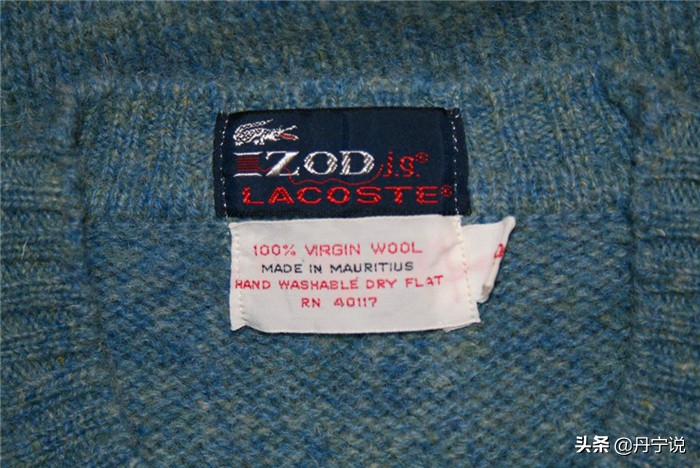 IZOD j.g.®
LACOSTE®
100% VIRGIN WOOL
MADE IN MAURITIUS
HAND WASHABLE DRY FLAT
RN 40117
头条 @丹宁说